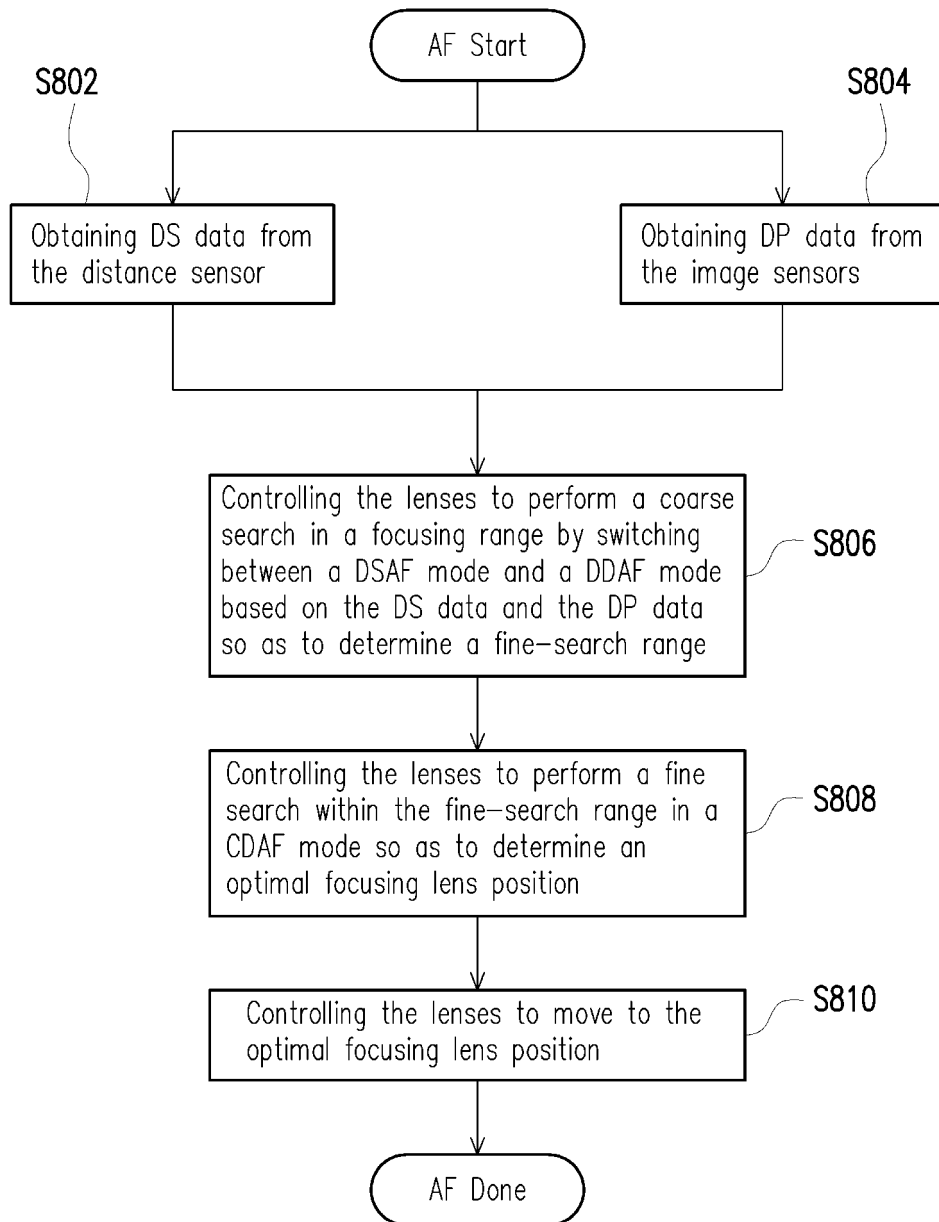 AF Start
S802
S804
Obtaining DS data from
the distance sensor
Obtaining DP data from
the image sensors
Controlling the lenses to perform a coarse
search in a focusing range by switching
between a DSAF mode and a DDAF mode
based on the DS data and the DP data
so as to determine a fine-search range
S806
Controlling the lenses to perform a fine
search within the fine-search range in a
CDAF mode so as to determine an
optimal focusing lens position
S808
Controlling the lenses to move to the
optimal focusing lens position
S810
AF Done